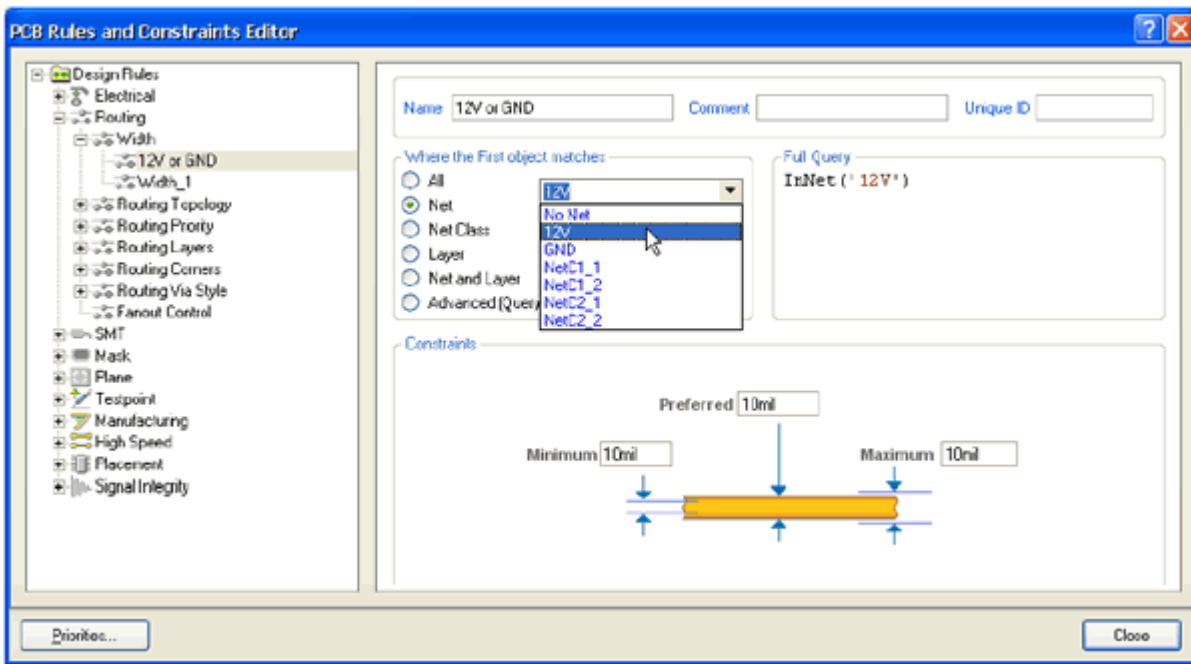 PCB Rules and Constraints Editor
Design Rules
Electrical
Routing
Width
12V or GND
Width_1
Routing Topology
Routing Priority
Routing Layers
Routing Corners
Routing Via Style
Fanout Control
SMT
Mask
Plane
Testpoint
Manufacturing
High Speed
Placement
Signal Integrity
Name 12V or GND Comment Unique ID
Where the First object matches
All
Net
Net Class
Layer
Net and Layer
Advanced (Query
12V
No Net
12V
GND
NetC1_1
NetC1_2
NetC2_1
NetC2_2
Full Query
InNet('12V')
Constraints
Preferred 10mil
Minimum 10mil
Maximum 10mil
Priorities...
Close